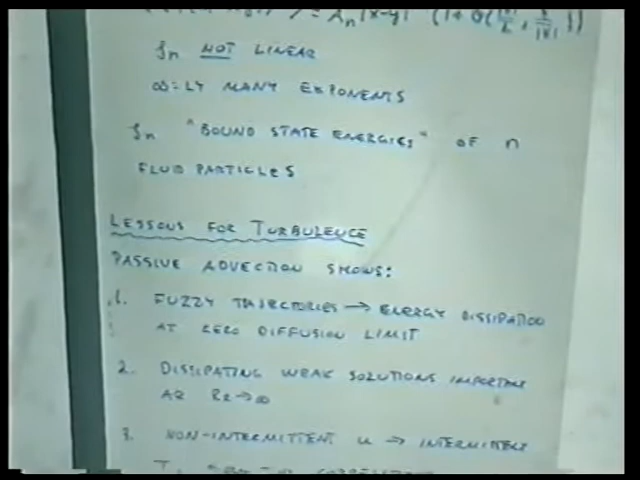 ζn NOT LINEAR
∞-LY MANY EXPONENTS
ζn "BOUND STATE ENERGIES" OF n
FLUID PARTICLES
LESSONS FOR TURBULENCE
PASSIVE ADVECTION SHOWS:
1. FUZZY TRAJECTORIES → ENERGY DISSIPATION
AT ZERO DIFFUSION LIMIT
2. DISSIPATING WEAK SOLUTIONS IMPORTANT
AS Re→∞
3. NON-INTERMITTENT u → INTERMITTENT